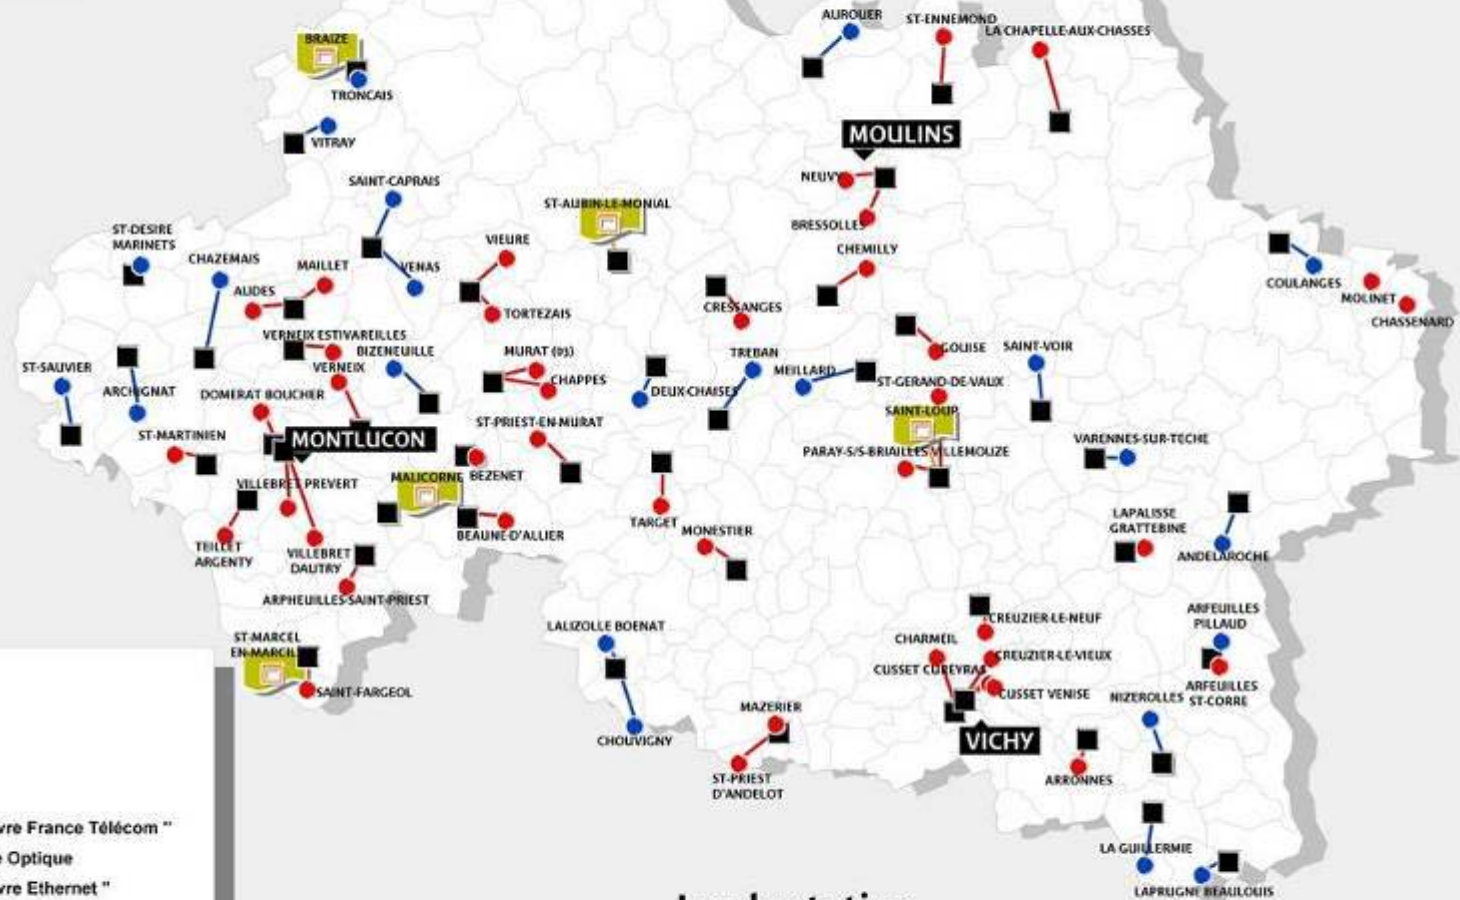 AUROUER
ST-ENNEMOND
LA CHAPELLE-AUX-CHASSES
BRAIZE
TRONCAIS
VITRAY
MOULINS
NEUVY
BRESSOLLES
CHEMILLY
SAINT-CAPRAIS
ST-AUBIN-LE-MONIAL
ST-DESIRE
MARINETS
CHAZEMAIS
MAILLET
VENAS
VIEURE
AUDES
TORTEZAIS
CRESSANGES
COULANGES
MOLINET
CHASSENARD
VERNEIX ESTIVAREILLES
BIZENEUILLE
VERNEIX
MURAT (03)
CHAPPES
TREBAN
MEILLARD
GOUISE
SAINT-VOIR
ST-SAUVIER
ARCHIGNAT
DOMERAT BOUCHER
DEUX-CHAISES
ST-GERAND-DE-VAUX
SAINT-LOUP
ST-MARTINIEN
MONTLUCON
ST-PRIEST-EN-MURAT
PARAY-S/S-BRIAILLES VILLEMOUZE
VARENNES-SUR-TECHE
VILLEBRET PREVERT
MALICORNE
BEZENET
TARGET
MONESTIER
LAPALISSE
GRATTEBINE
ANDELAROCHE
BEAUNE-D'ALLIER
TEILLET
ARGENTY
VILLEBRET
DAUTRY
ARPHEUILLES-SAINT-PRIEST
ST-MARCEL
EN-MARCIL
SAINT-FARGEOL
LALIZOLLE BOENAT
CHOUVIGNY
CREUZIER-LE-NEUF
CHARMEIL
CREUZIER-LE-VIEUX
CUSSET CUREYRAS
CUSSET VENISE
ARFEUILLES
PILLAUD
ARFEUILLES
ST-CORRE
NIZEROLLES
MAZERIER
ST-PRIEST
D'ANDELOT
VICHY
ARRONNES
LA GUILLERMIE
LAPRUGNE BEAULOUIS
vre France Télécom "
e Optique
vre Ethernet "